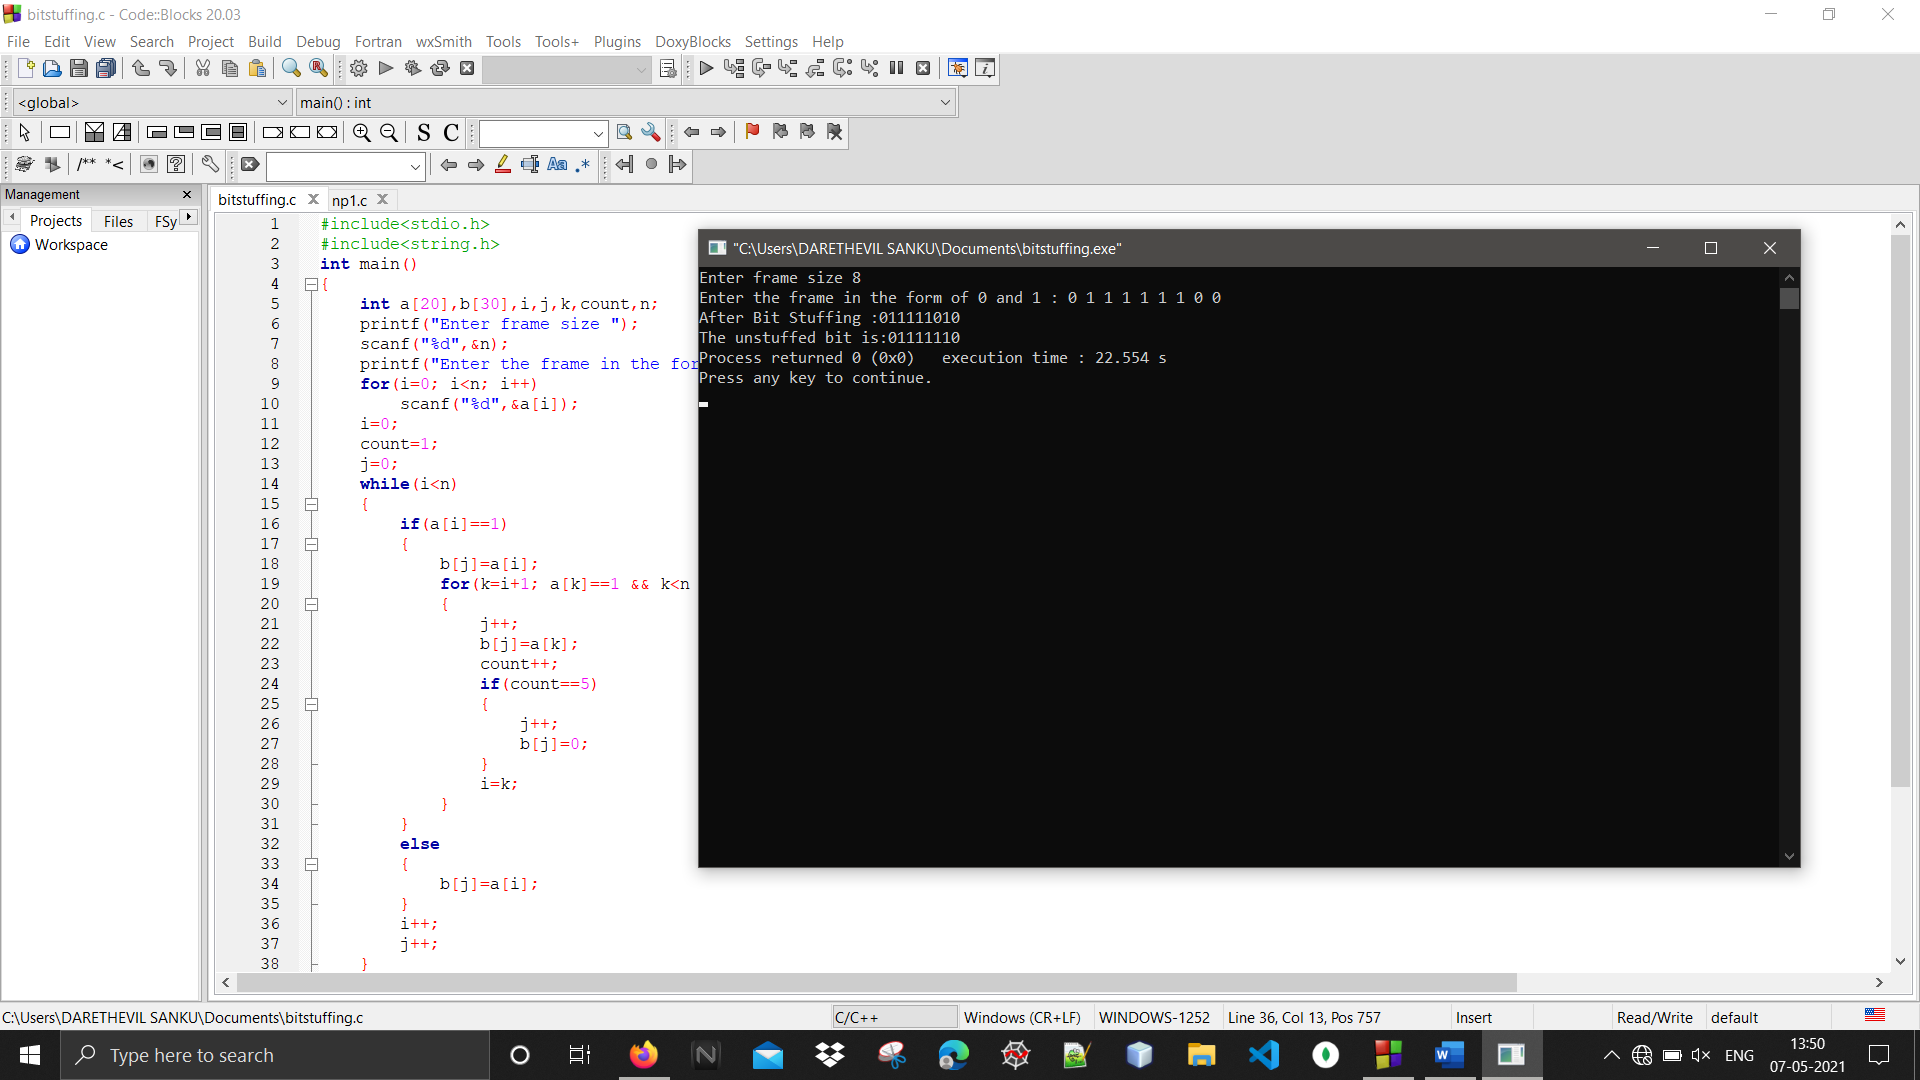 bitstuffing.c - Code::Blocks 20.03
File Edit View Search Project Build Debug Fortran wxSmith Tools Tools+ Plugins DoxyBlocks Settings Help
<global> main() : int
S C
/** *<
Aa .*
Management
Projects Files FSy
Workspace
bitstuffing.c np1.c
1 #include<stdio.h>
2 #include<string.h>
3 int main()
4 {
5 int a[20],b[30],i,j,k,count,n;
6 printf("Enter frame size ");
7 scanf("%d",&n);
8 printf("Enter the frame in the for
9 for(i=0; i<n; i++)
10 scanf("%d",&a[i]);
11 i=0;
12 count=1;
13 j=0;
14 while(i<n)
15 {
16 if(a[i]==1)
17 {
18 b[j]=a[i];
19 for(k=i+1; a[k]==1 && k<n
20 {
21 j++;
22 b[j]=a[k];
23 count++;
24 if(count==5)
25 {
26 j++;
27 b[j]=0;
28 }
29 i=k;
30 }
31 }
32 else
33 {
34 b[j]=a[i];
35 }
36 i++;
37 j++;
38 }
"C:\Users\DARETHEVIL SANKU\Documents\bitstuffing.exe"
Enter frame size 8
Enter the frame in the form of 0 and 1 : 0 1 1 1 1 1 1 0 0
After Bit Stuffing :011111010
The unstuffed bit is:01111110
Process returned 0 (0x0)   execution time : 22.554 s
Press any key to continue.
C:\Users\DARETHEVIL SANKU\Documents\bitstuffing.c C/C++ Windows (CR+LF) WINDOWS-1252 Line 36, Col 13, Pos 757 Insert Read/Write default
Type here to search
ENG
13:50
07-05-2021